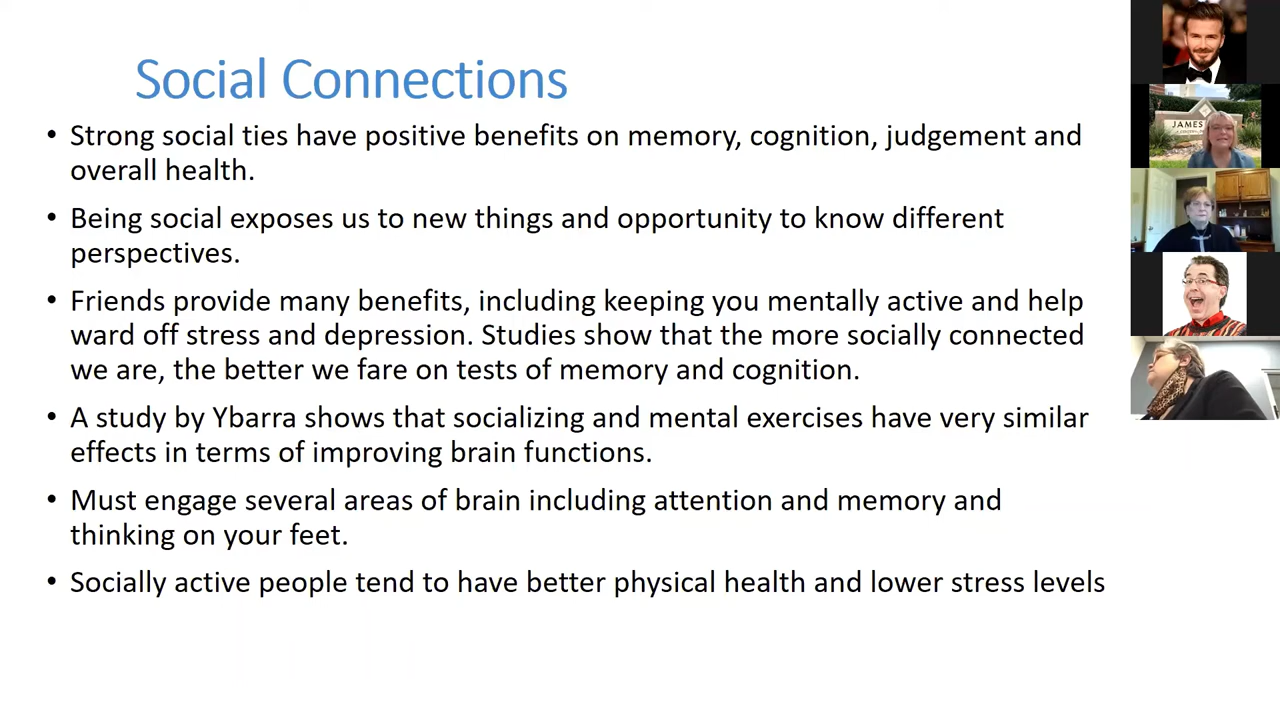 Social Connections
• Strong social ties have positive benefits on memory, cognition, judgement and
overall health.
• Being social exposes us to new things and opportunity to know different
perspectives.
• Friends provide many benefits, including keeping you mentally active and help
ward off stress and depression. Studies show that the more socially connected
we are, the better we fare on tests of memory and cognition.
• A study by Ybarra shows that socializing and mental exercises have very similar
effects in terms of improving brain functions.
• Must engage several areas of brain including attention and memory and
thinking on your feet.
• Socially active people tend to have better physical health and lower stress levels
JAMES